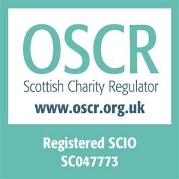 OSCR
Scottish Charity Regulator
www.oscr.org.uk
Registered SCIO
SC047773